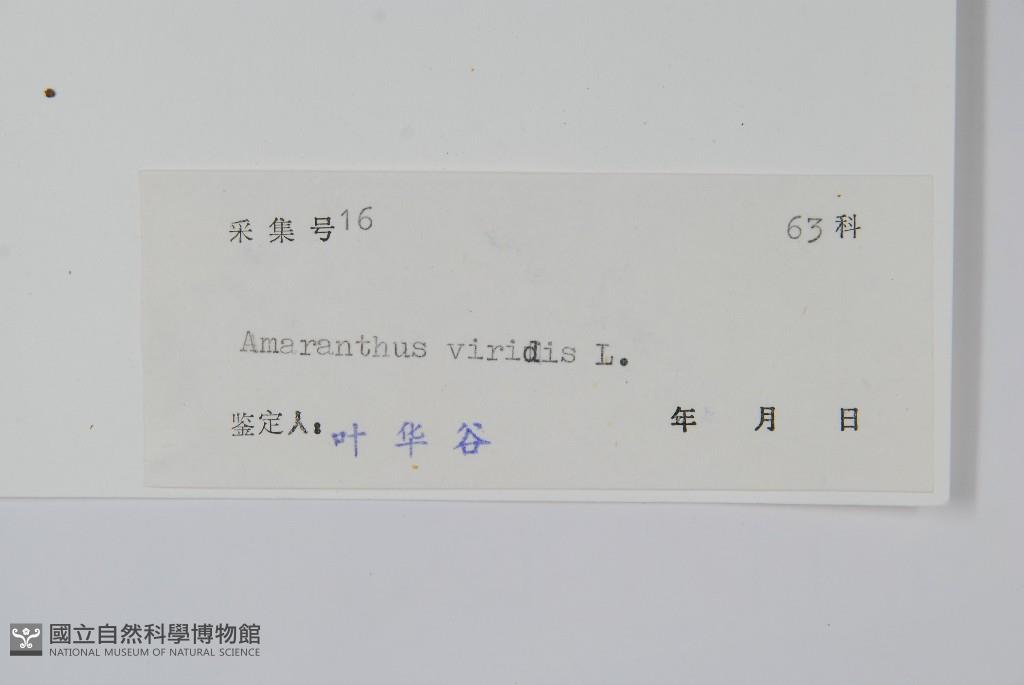 采集号16 63科
Amaranthus viridis L.
鉴定人: 叶华谷 年 月 日
國立自然科學博物館
NATIONAL MUSEUM OF NATURAL SCIENCE